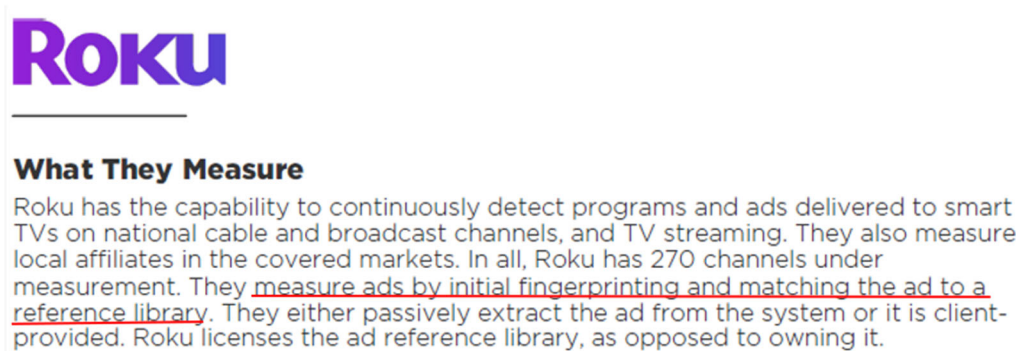 Roku
What They Measure
Roku has the capability to continuously detect programs and ads delivered to smart
TVs on national cable and broadcast channels, and TV streaming. They also measure
local affiliates in the covered markets. In all, Roku has 270 channels under
measurement. They measure ads by initial fingerprinting and matching the ad to a
reference library. They either passively extract the ad from the system or it is client-
provided. Roku licenses the ad reference library, as opposed to owning it.